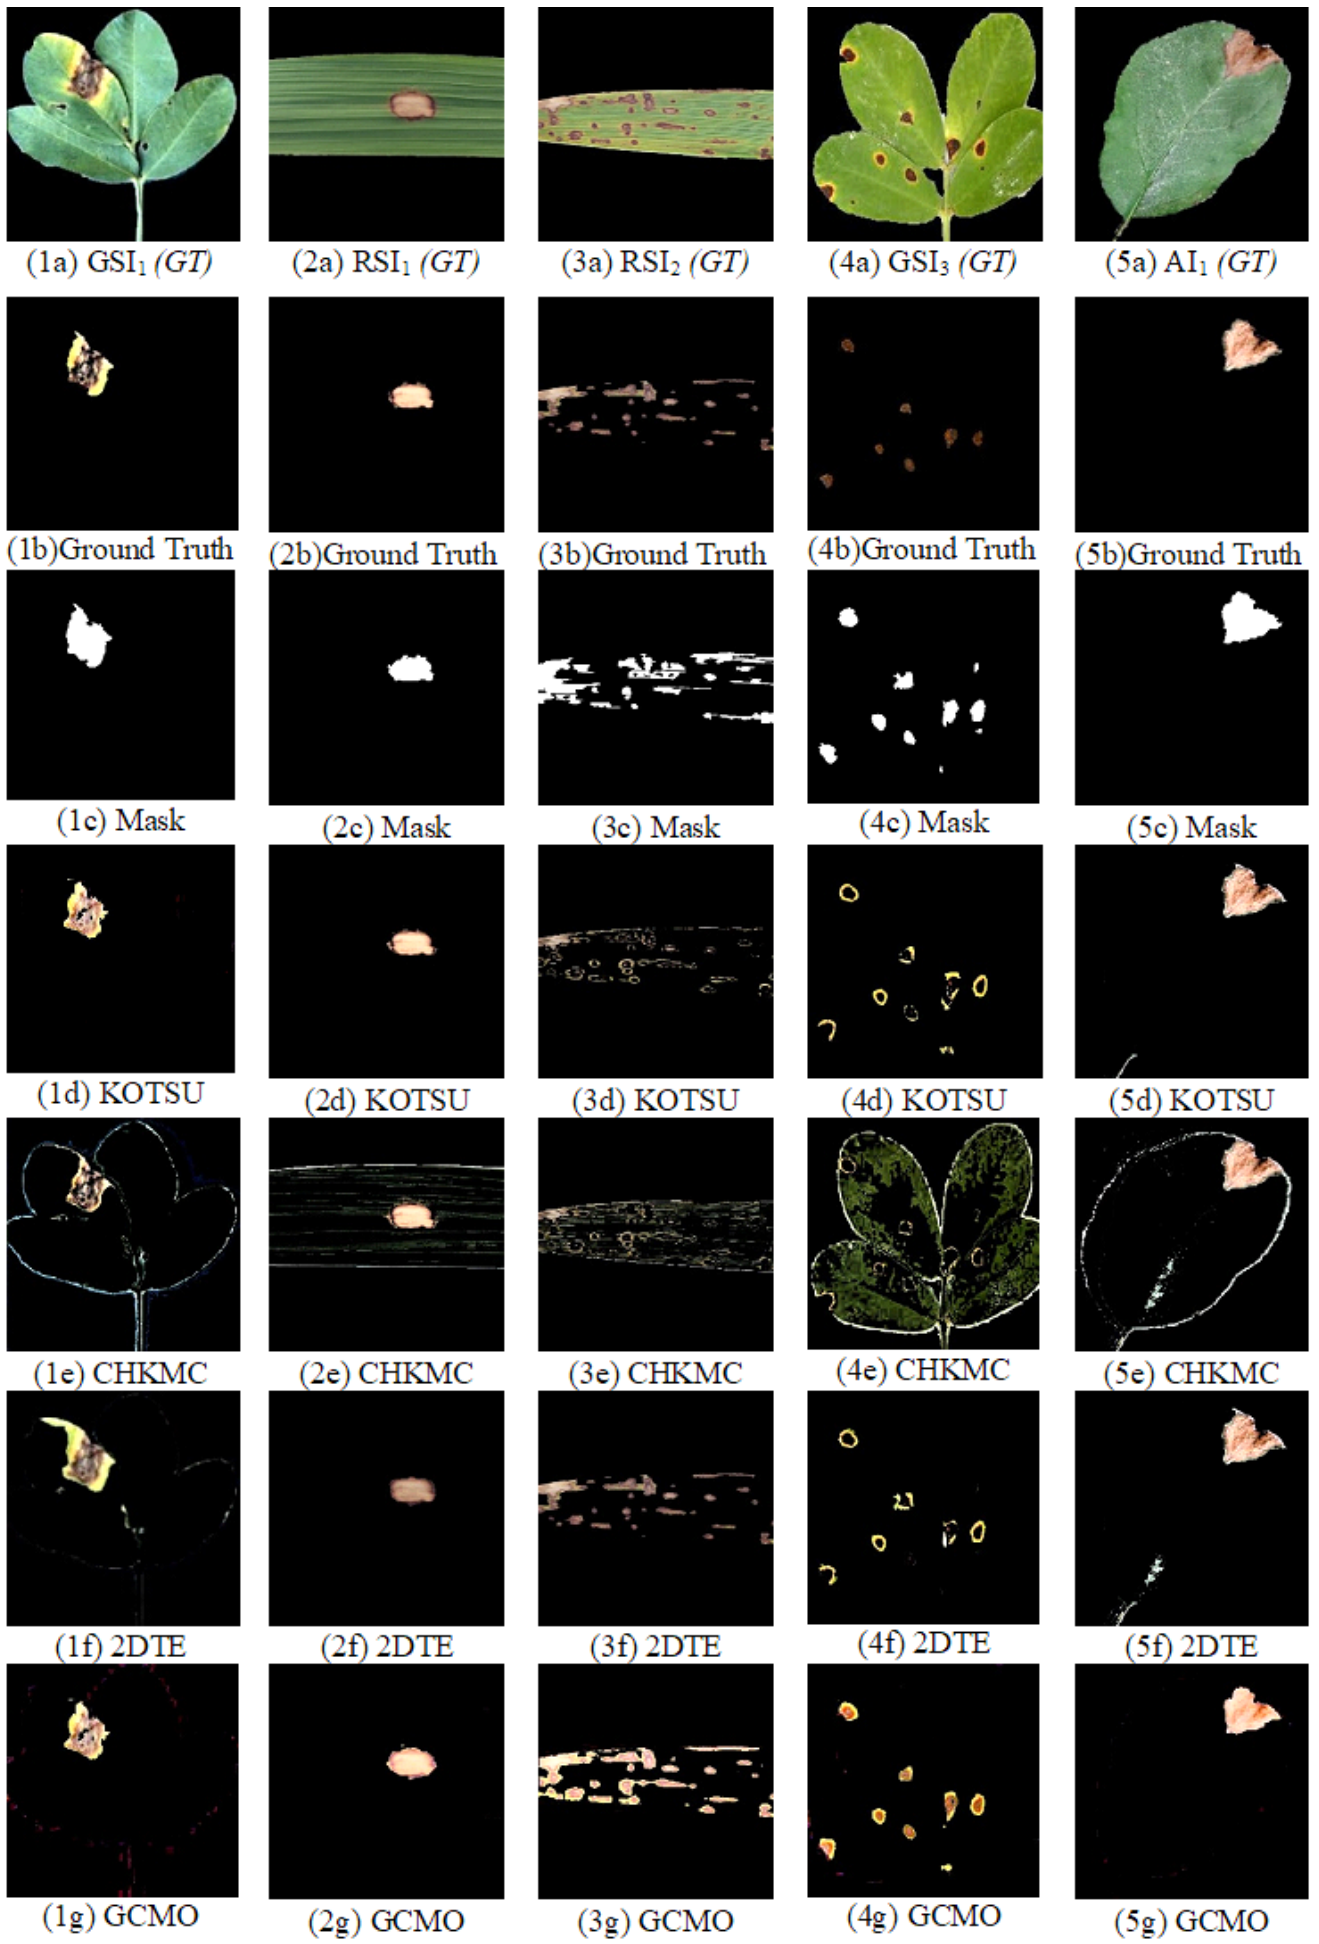 (1a) GSI₁ (GT) (2a) RSI₁ (GT) (3a) RSI₂ (GT) (4a) GSI₃ (GT) (5a) AI₁ (GT)
(1b)Ground Truth (2b)Ground Truth (3b)Ground Truth (4b)Ground Truth (5b)Ground Truth
(1c) Mask (2c) Mask (3c) Mask (4c) Mask (5c) Mask
(1d) KOTSU (2d) KOTSU (3d) KOTSU (4d) KOTSU (5d) KOTSU
(1e) CHKMC (2e) CHKMC (3e) CHKMC (4e) CHKMC (5e) CHKMC
(1f) 2DTE (2f) 2DTE (3f) 2DTE (4f) 2DTE (5f) 2DTE
(1g) GCMO (2g) GCMO (3g) GCMO (4g) GCMO (5g) GCMO